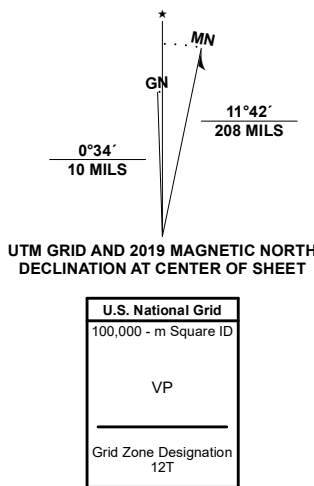 MN
GN
11°42´
208 MILS
0°34´
10 MILS
UTM GRID AND 2019 MAGNETIC NORTH
DECLINATION AT CENTER OF SHEET
U.S. National Grid
100,000 - m Square ID
VP
Grid Zone Designation
12T